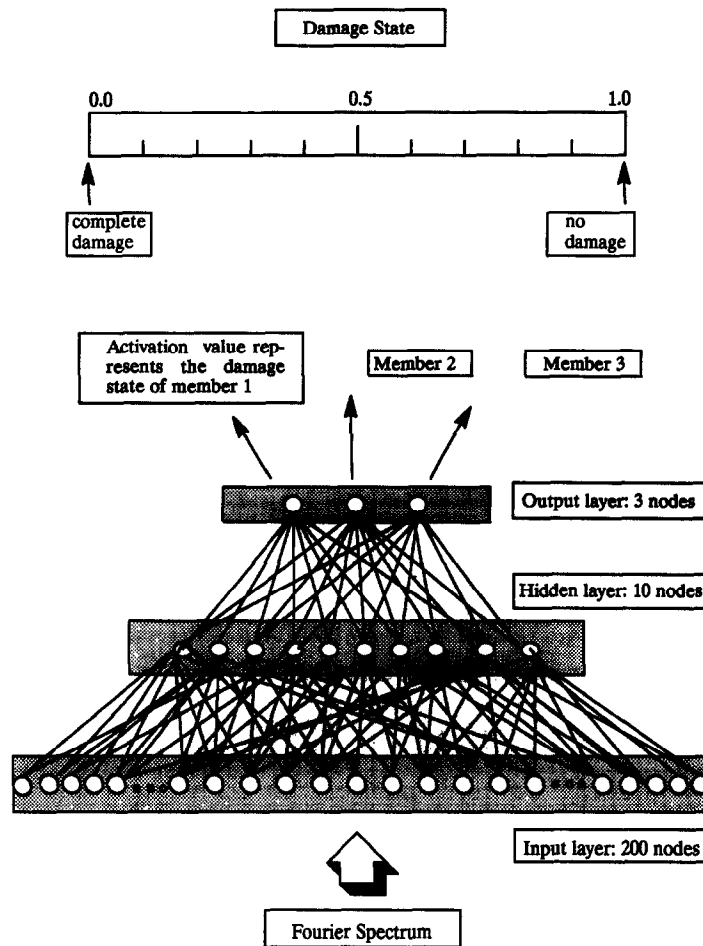 Damage State
0.0 0.5 1.0
complete
damage
no
damage
Activation value rep-
resents the damage
state of member 1
Member 2
Member 3
Output layer: 3 nodes
Hidden layer: 10 nodes
Input layer: 200 nodes
Fourier Spectrum